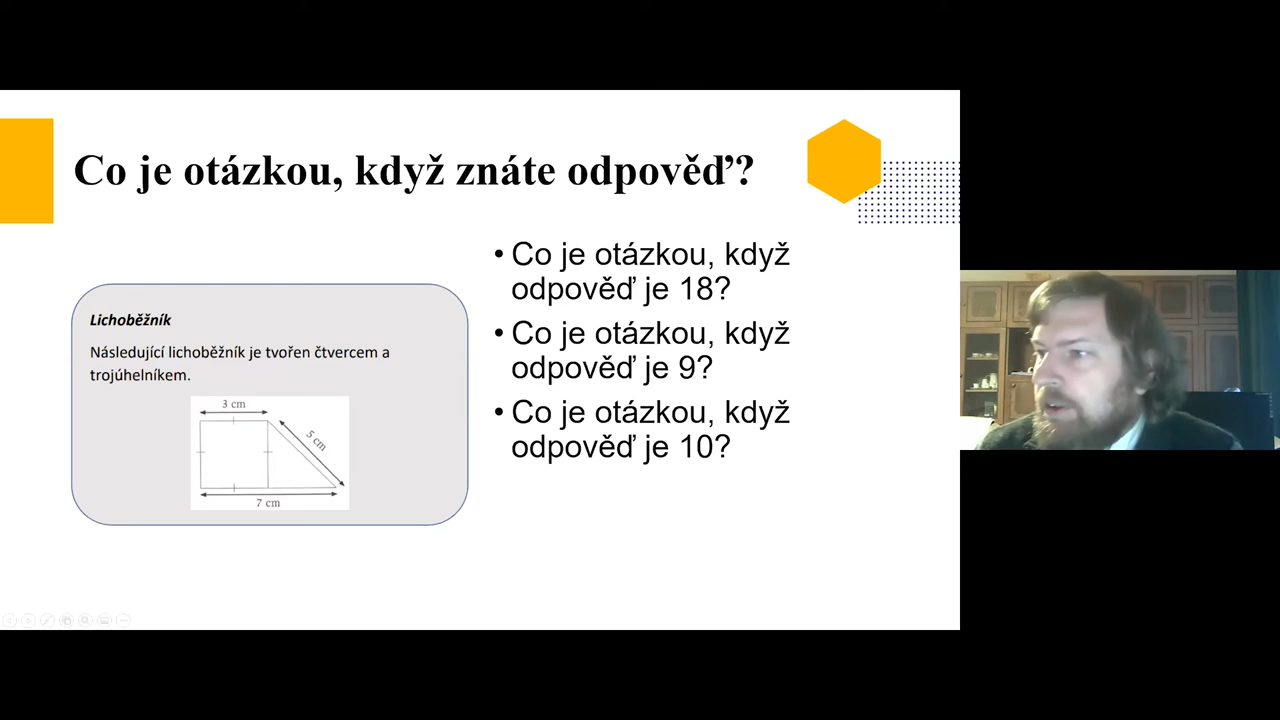 Co je otázkou, když znáte odpověď?
Lichoběžník
Následující lichoběžník je tvořen čtvercem a
trojúhelníkem.
3 cm
5 cm
7 cm
• Co je otázkou, když
odpověď je 18?
• Co je otázkou, když
odpověď je 9?
• Co je otázkou, když
odpověď je 10?